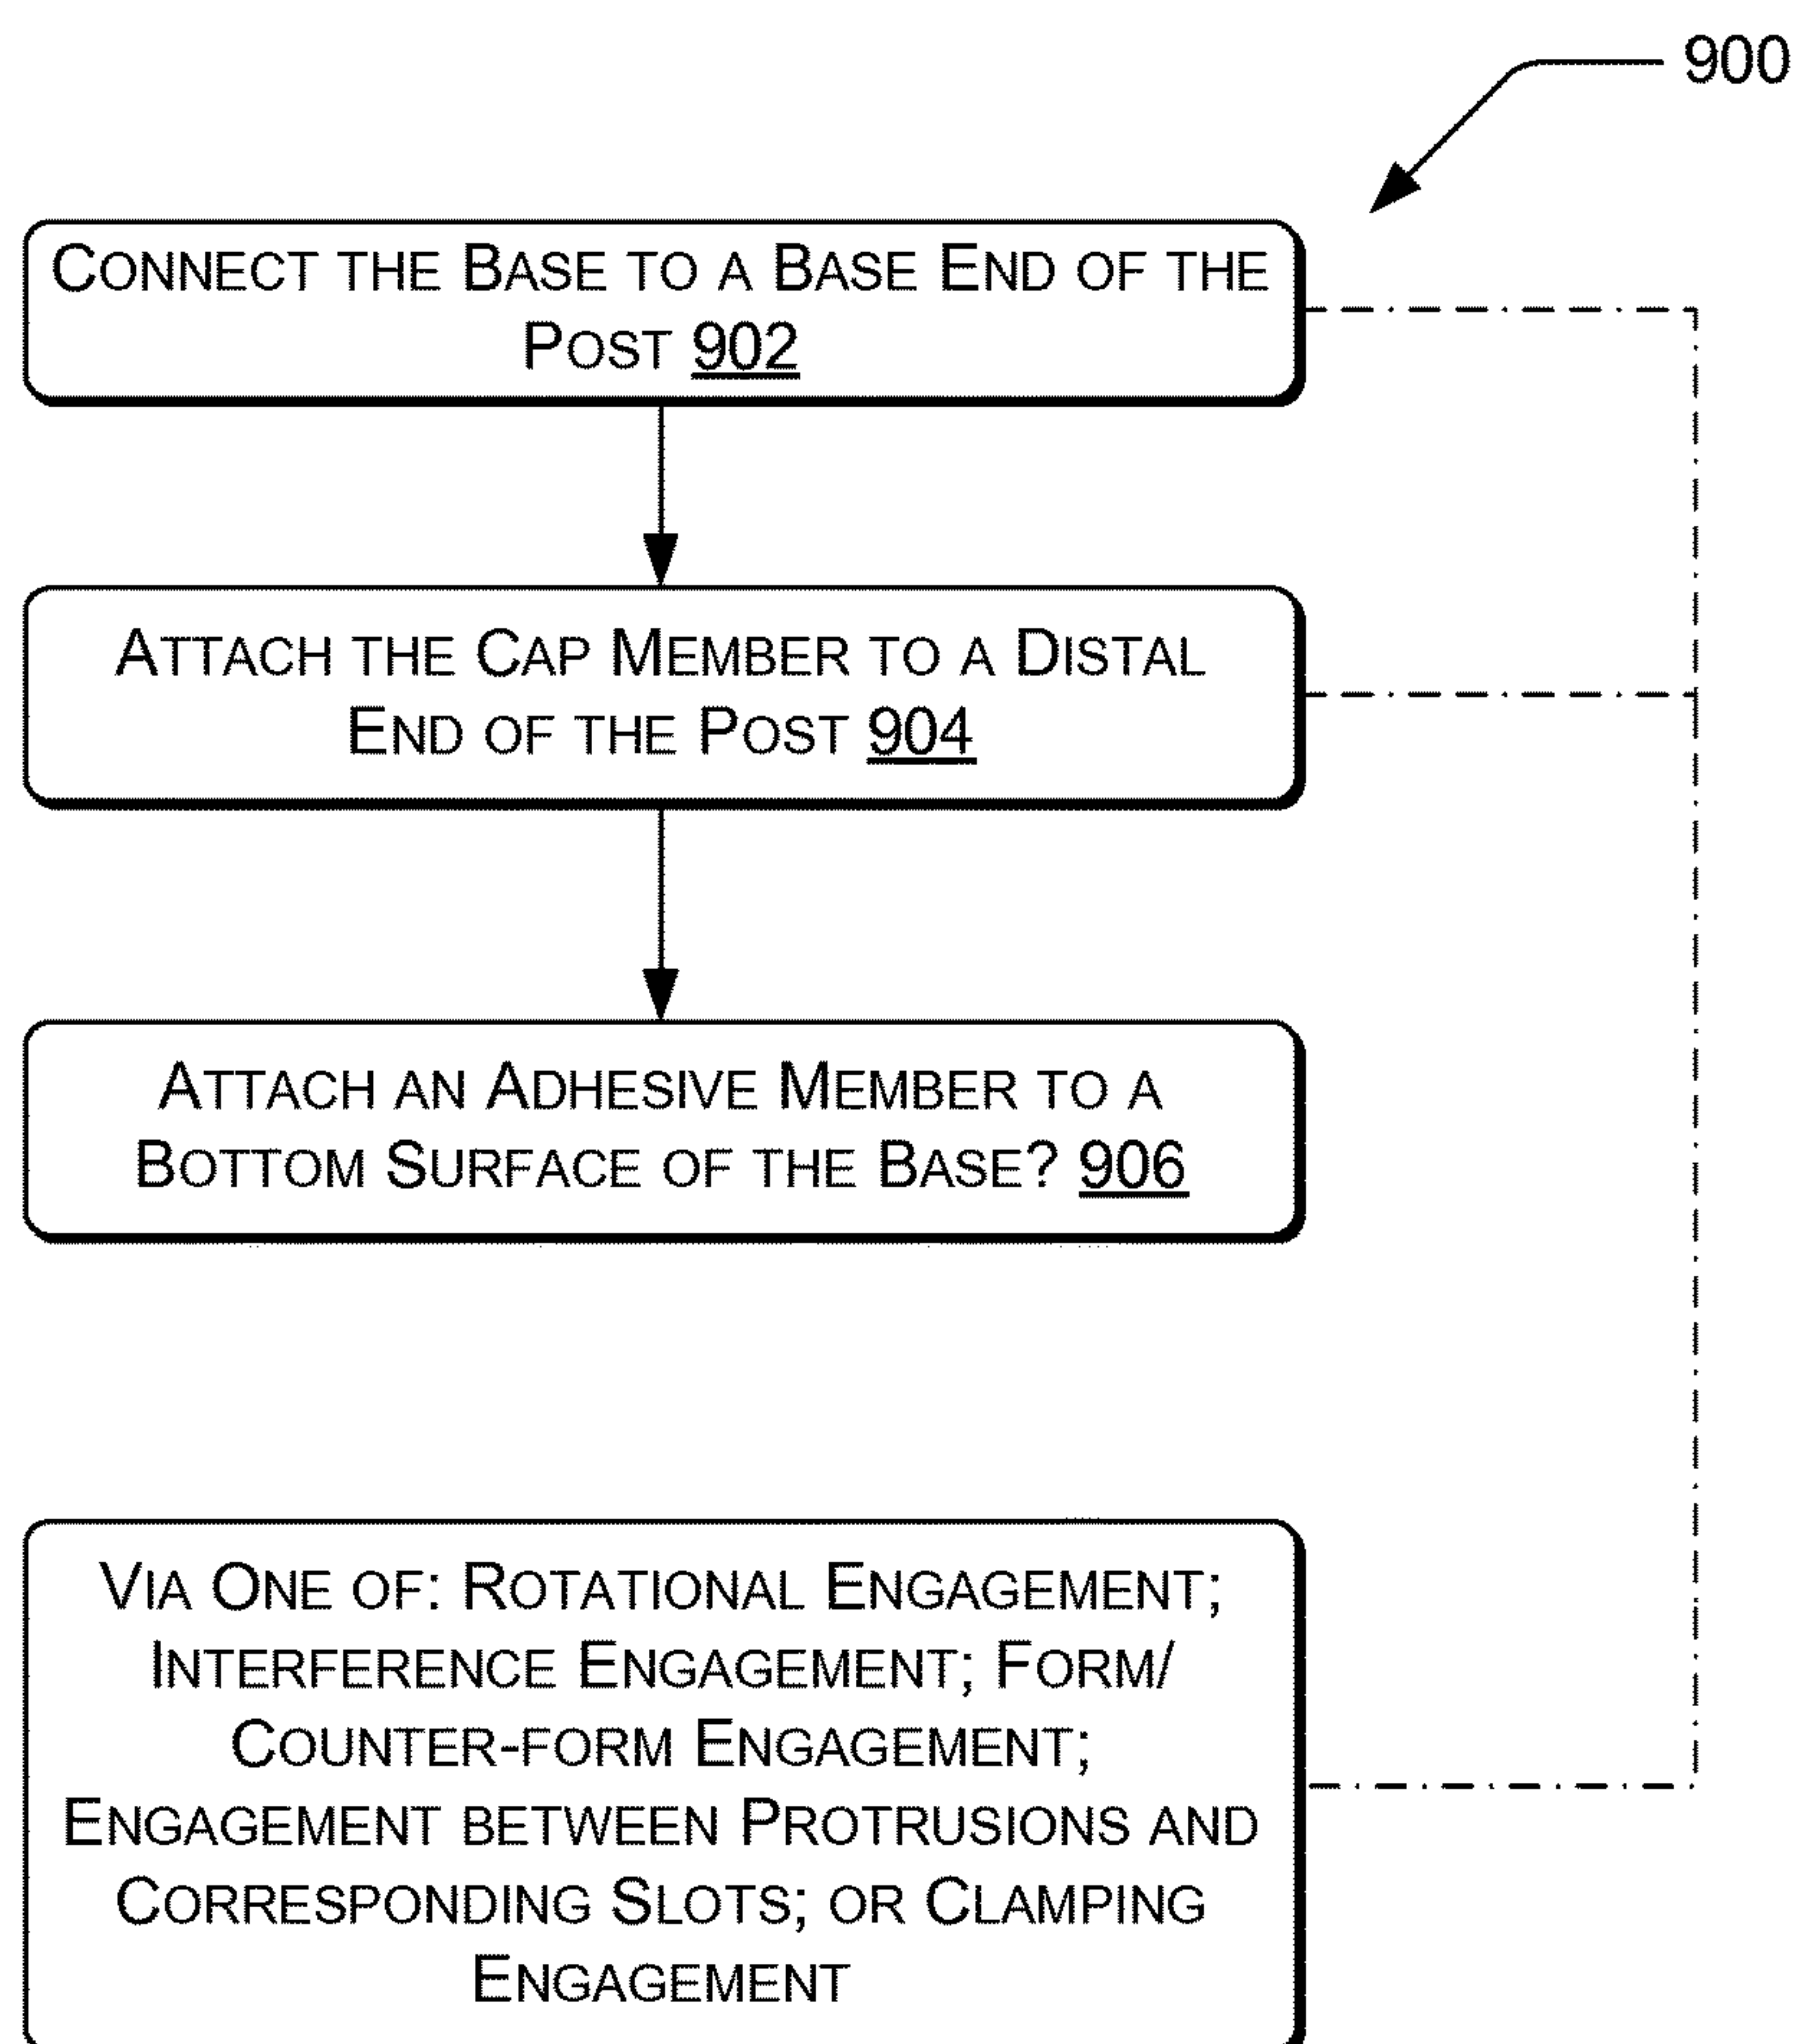 900
CONNECT THE BASE TO A BASE END OF THE
POST 902
ATTACH THE CAP MEMBER TO A DISTAL
END OF THE POST 904
ATTACH AN ADHESIVE MEMBER TO A
BOTTOM SURFACE OF THE BASE? 906
VIA ONE OF: ROTATIONAL ENGAGEMENT;
INTERFERENCE ENGAGEMENT; FORM/
COUNTER-FORM ENGAGEMENT;
ENGAGEMENT BETWEEN PROTRUSIONS AND
CORRESPONDING SLOTS; OR CLAMPING
ENGAGEMENT